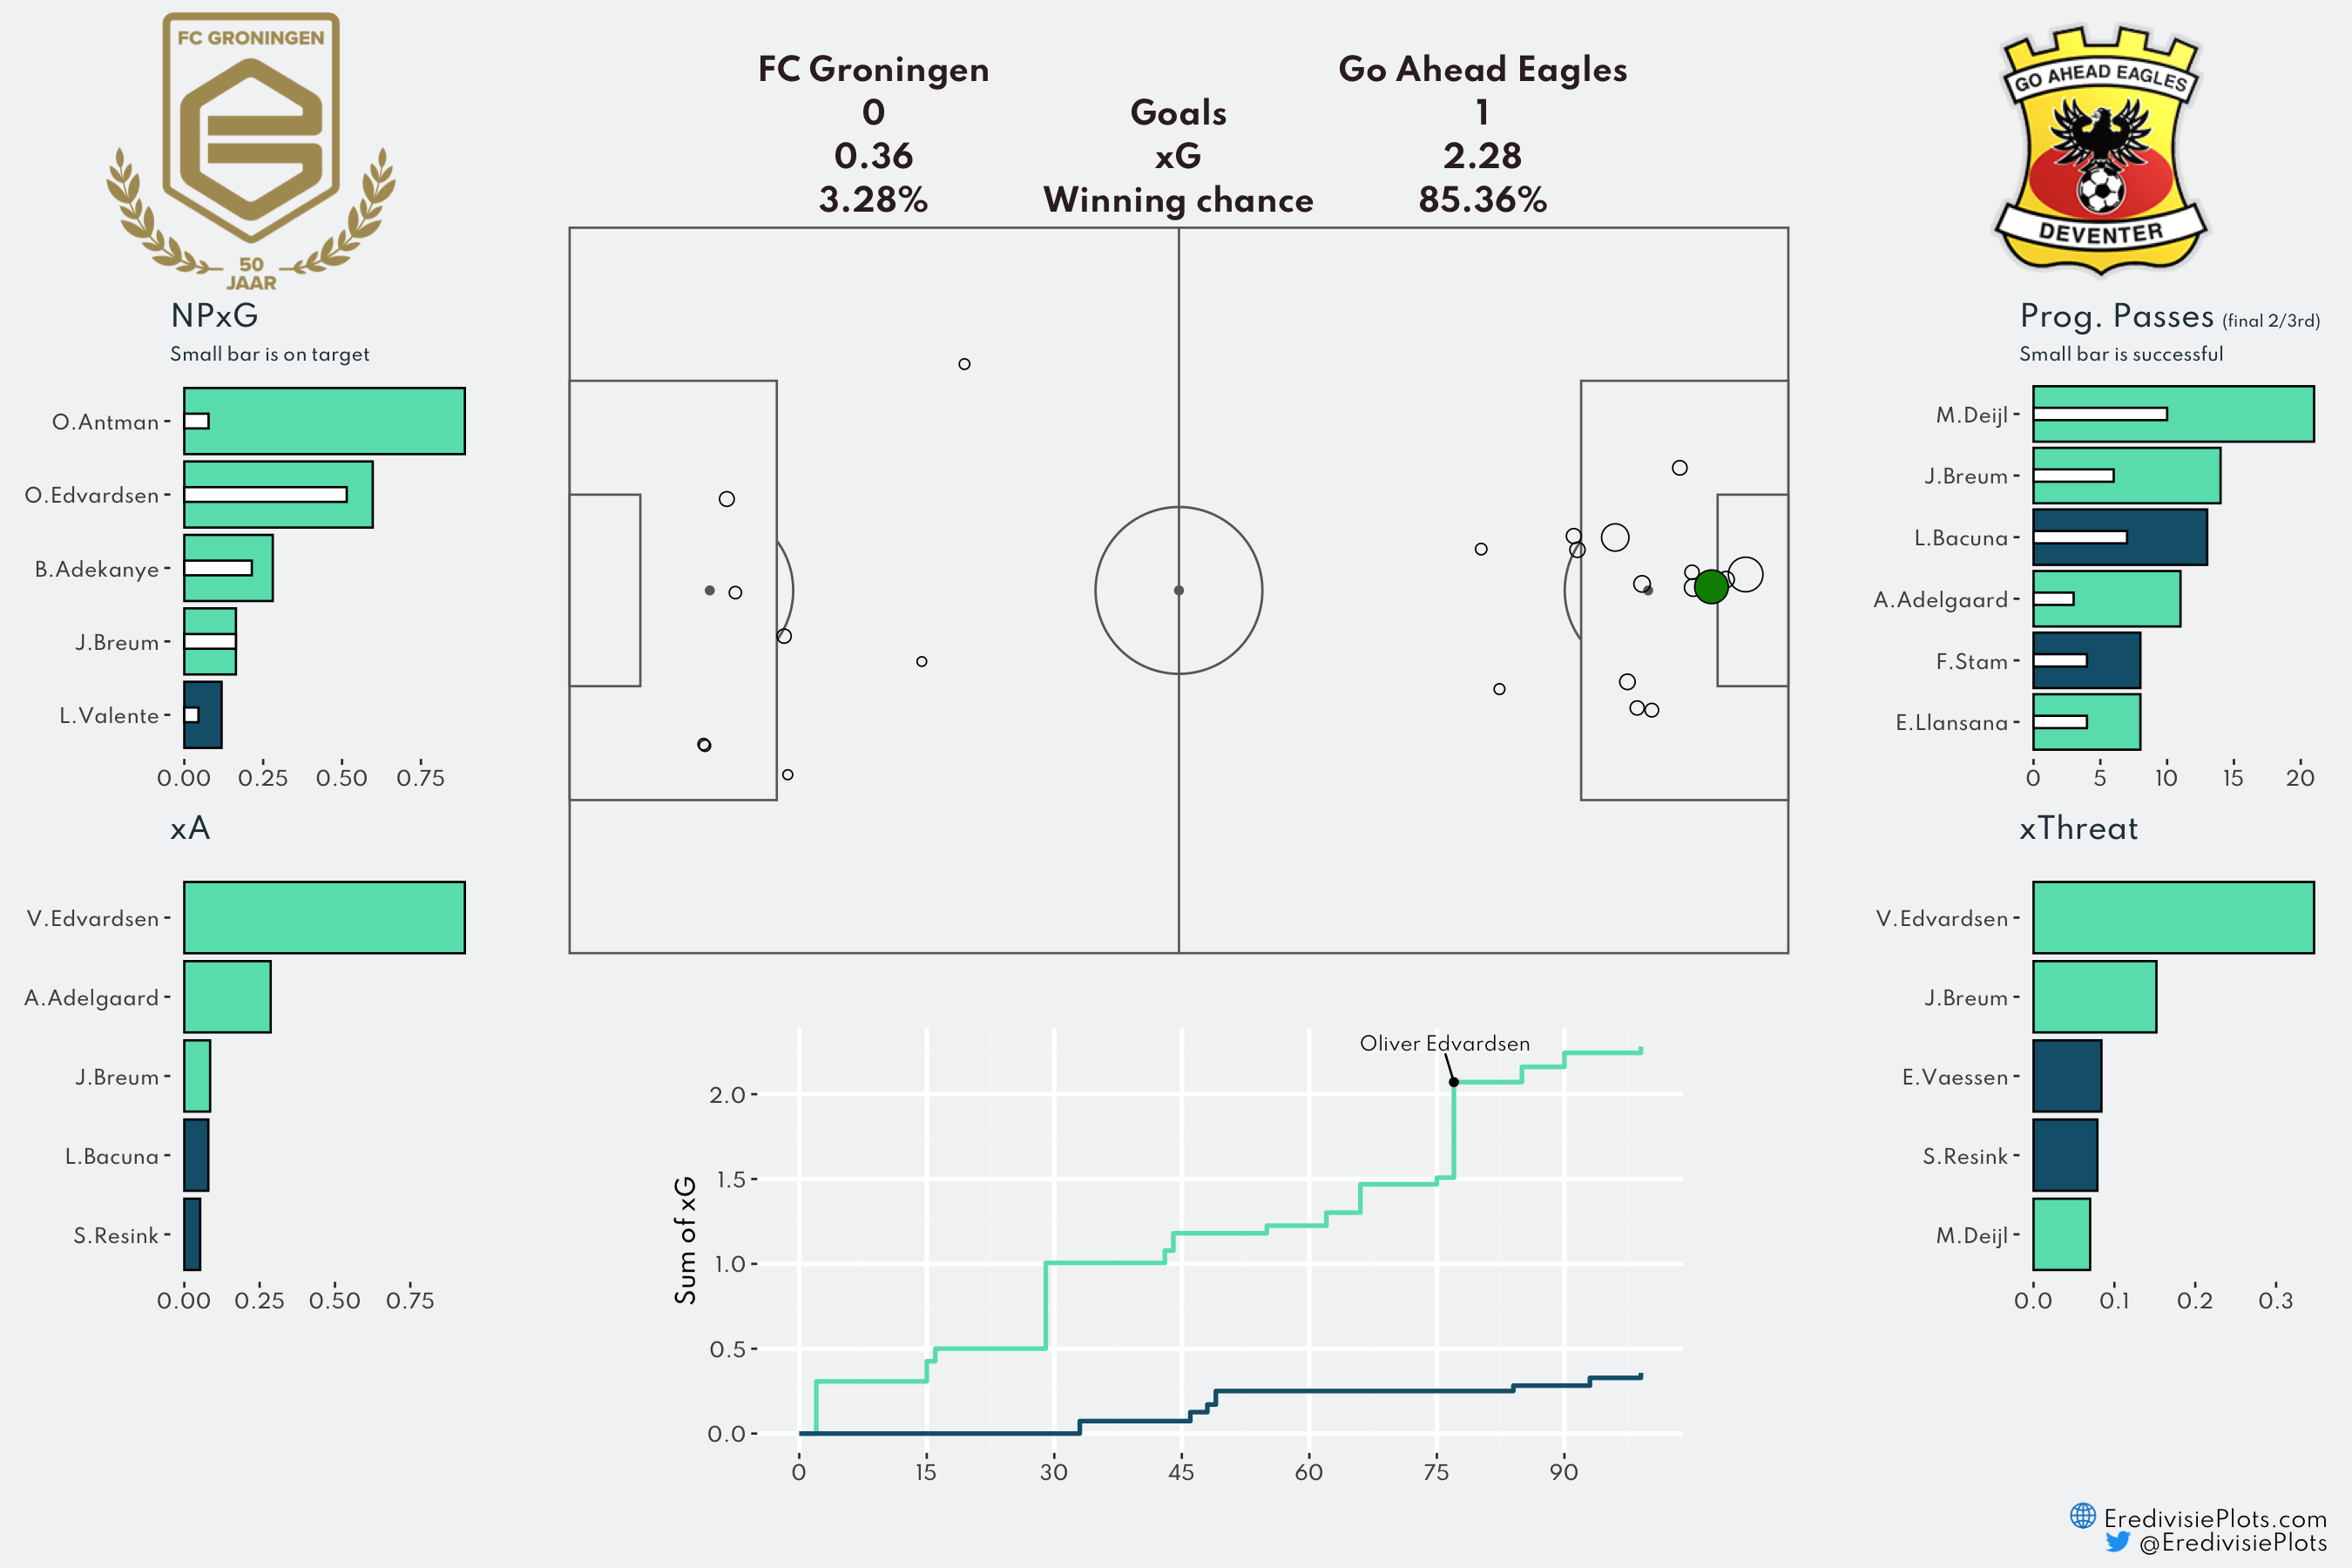 FC GRONINGEN
50
JAAR
FC Groningen
Go Ahead Eagles
0
Goals
1
0.36
xG
2.28
3.28%
Winning chance
85.36%
GO AHEAD EAGLES
DEVENTER
NPxG
Small bar is on target
O.Antman
O.Edvardsen
B.Adekanye
J.Breum
L.Valente
0.00 0.25 0.50 0.75
xA
V.Edvardsen
A.Adelgaard
J.Breum
L.Bacuna
S.Resink
0.00 0.25 0.50 0.75
Oliver Edvardsen
Sum of xG
2.0
1.5
1.0
0.5
0.0
0 15 30 45 60 75 90
Prog. Passes (final 2/3rd)
Small bar is successful
M.Deijl
J.Breum
L.Bacuna
A.Adelgaard
F.Stam
E.Llansana
0 5 10 15 20
xThreat
V.Edvardsen
J.Breum
E.Vaessen
S.Resink
M.Deijl
0.0 0.1 0.2 0.3
EredivisiePlots.com
@EredivisiePlots